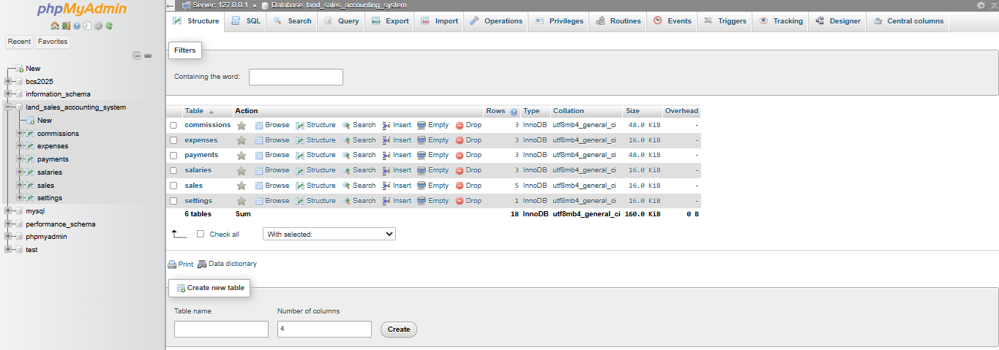 phpMyAdmin
Recent Favorites
New
bcs2025
information_schema
land_sales_accounting_system
New
commissions
expenses
payments
salaries
sales
settings
mysql
performance_schema
phpmyadmin
test
Server: 127.0.0.1 » Database: land_sales_accounting_system
Structure SQL Search Query Export Import Operations Privileges Routines Events Triggers Tracking Designer Central columns
Filters
Containing the word:
Table Action Rows Type Collation Size Overhead
commissions Browse Structure Search Insert Empty Drop 3 InnoDB utf8mb4_general_ci 48.0 KiB -
expenses Browse Structure Search Insert Empty Drop 3 InnoDB utf8mb4_general_ci 16.0 KiB -
payments Browse Structure Search Insert Empty Drop 3 InnoDB utf8mb4_general_ci 48.0 KiB -
salaries Browse Structure Search Insert Empty Drop 3 InnoDB utf8mb4_general_ci 16.0 KiB -
sales Browse Structure Search Insert Empty Drop 5 InnoDB utf8mb4_general_ci 16.0 KiB -
settings Browse Structure Search Insert Empty Drop 1 InnoDB utf8mb4_general_ci 16.0 KiB -
6 tables Sum 18 InnoDB utf8mb4_general_ci 160.0 KiB 0 B
Check all With selected:
Print Data dictionary
Create new table
Table name Number of columns
4 Create